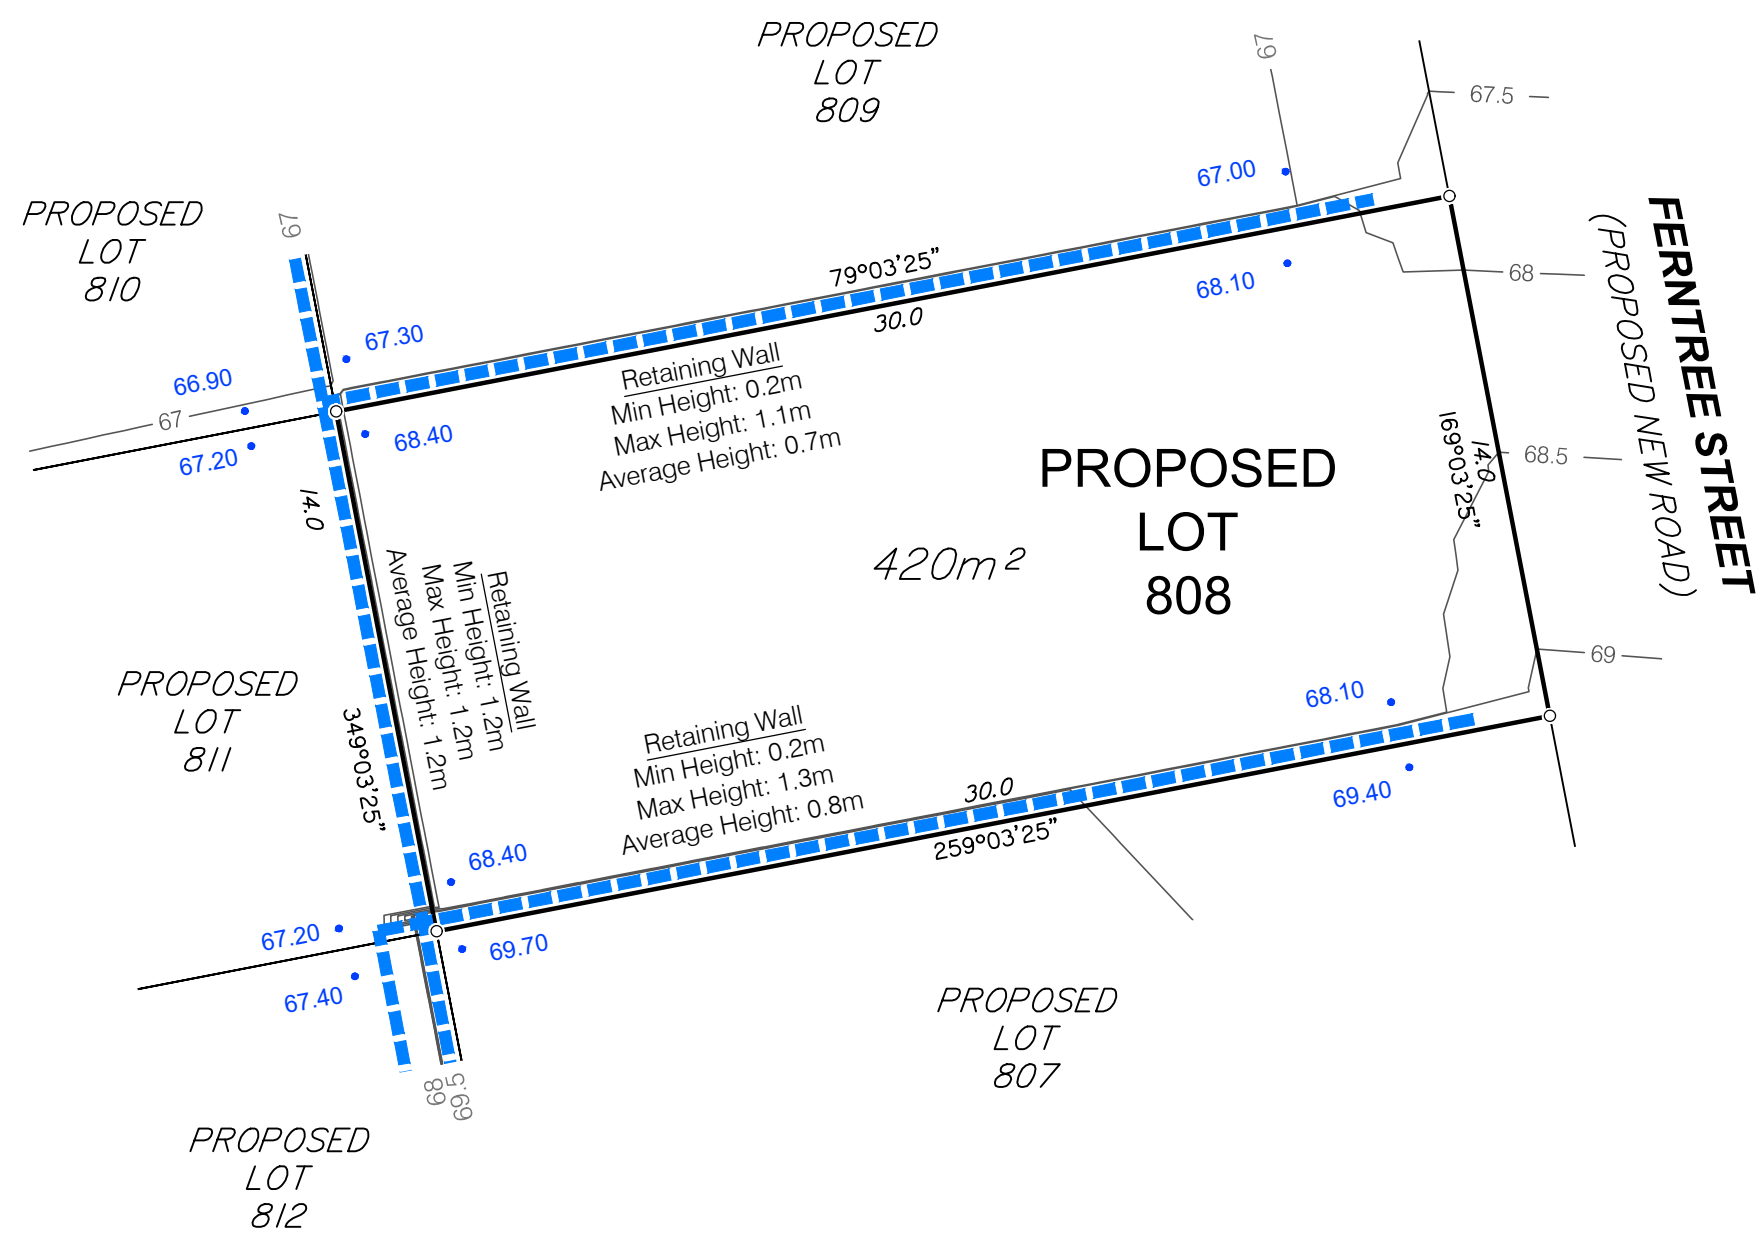 PROPOSED
LOT
809
67
67.5
PROPOSED
LOT
810
67
67.00
79°03'25"
30.0
68.10
68
FERNTREE STREET
(PROPOSED NEW ROAD)
67.30
66.90
67
67.20
68.40
Retaining Wall
Min Height: 0.2m
Max Height: 1.1m
Average Height: 0.7m
14.0
169°03'25"
14.0
68.5
PROPOSED
LOT
808
420m²
Retaining Wall
Min Height: 1.2m
Max Height: 1.2m
Average Height: 1.2m
349°03'25"
PROPOSED
LOT
811
69
68.10
Retaining Wall
Min Height: 0.2m
Max Height: 1.3m
Average Height: 0.8m
30.0
259°03'25"
69.40
68.40
67.20
69.70
67.40
PROPOSED
LOT
807
68
69.5
PROPOSED
LOT
812